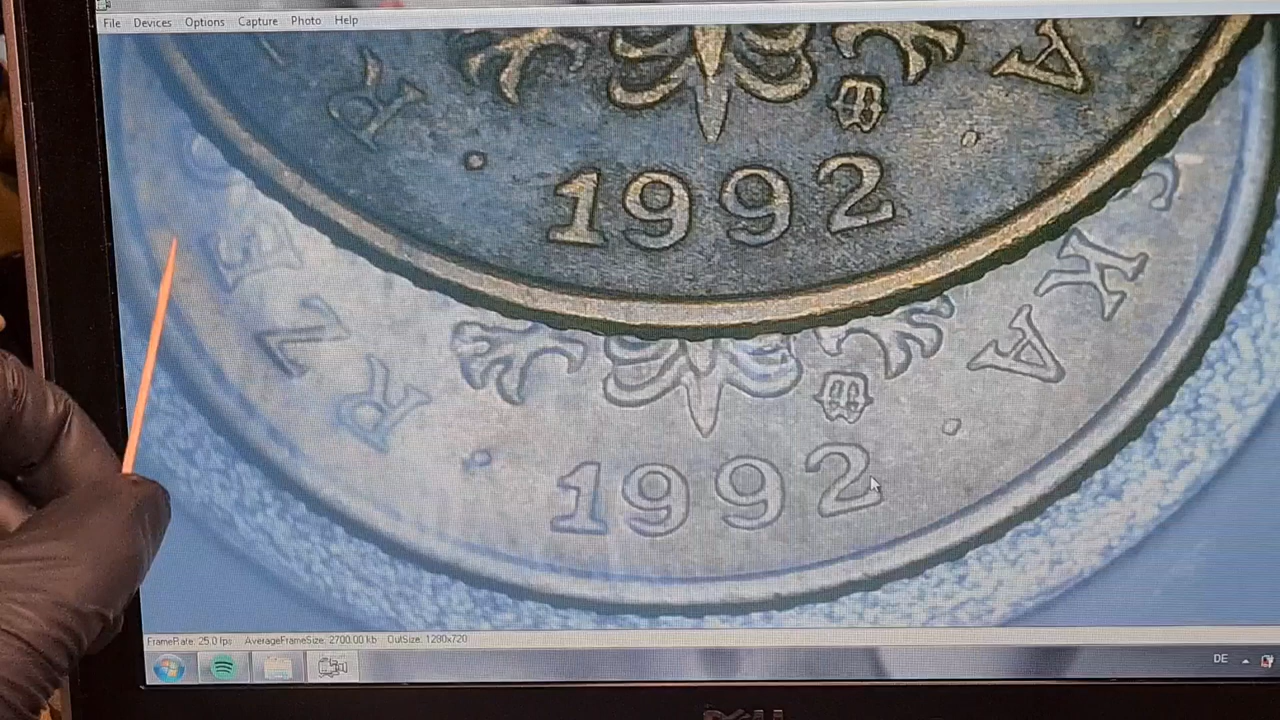 File Devices Options Capture Photo Help
1992
1992
FrameRate: 25.0 fps AverageFrameSize: 2700.00 kb OutSize: 1280x720
DE
DELL